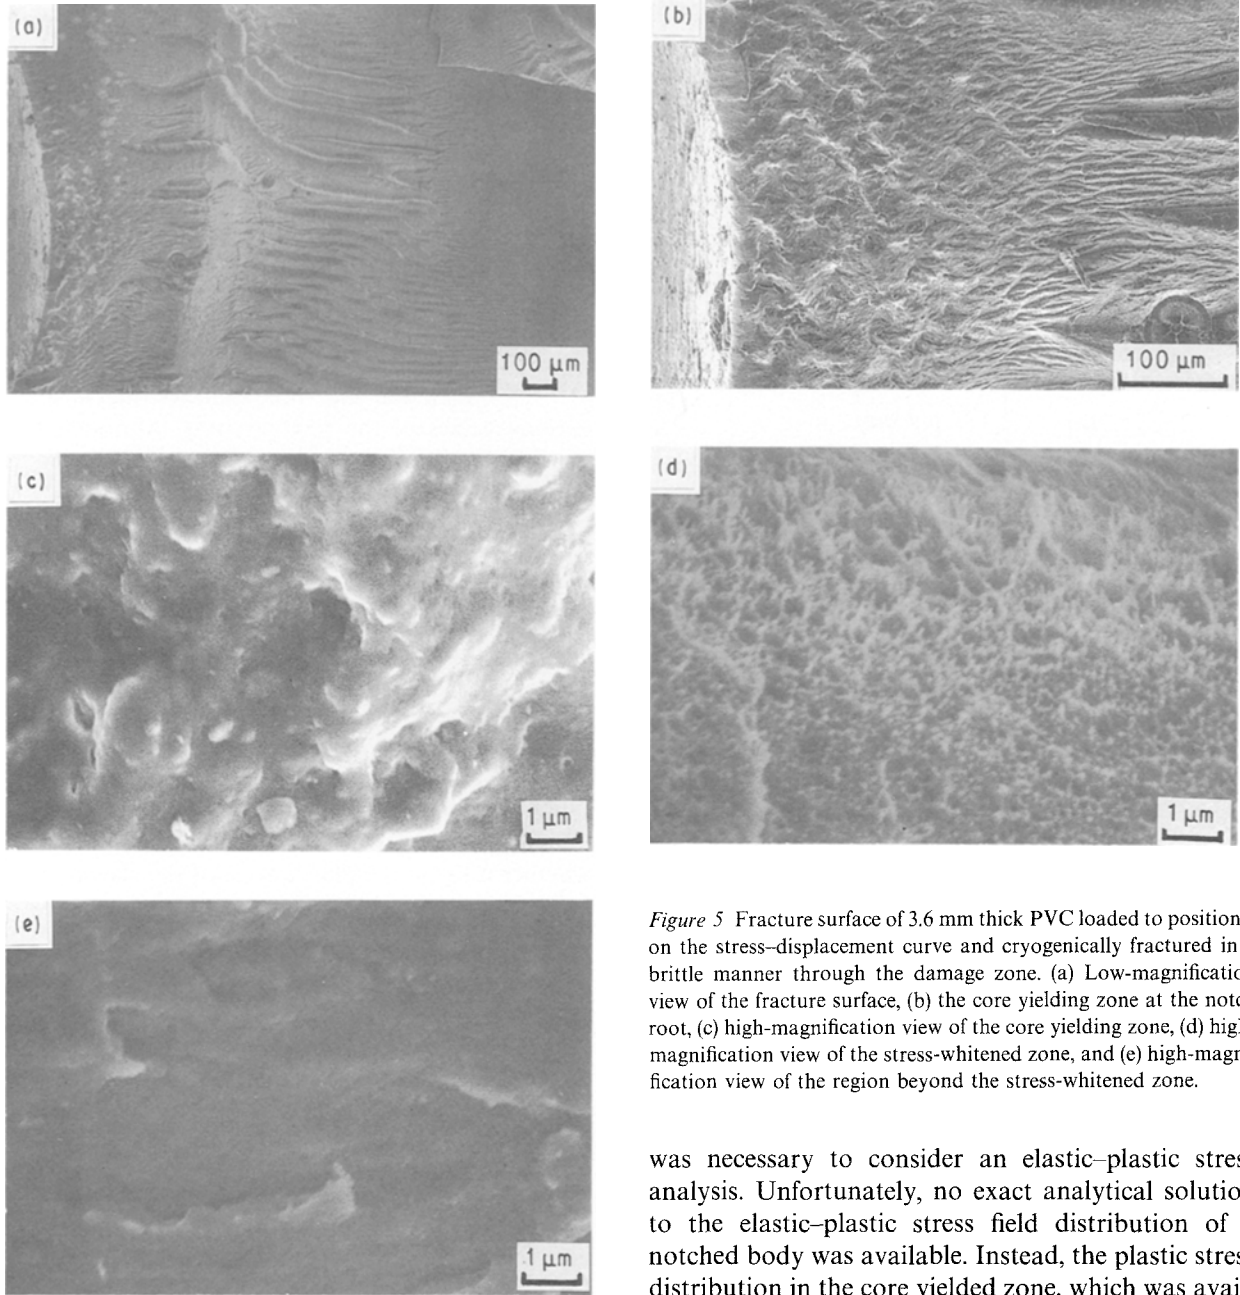 (a)
100 μm
(b)
100 μm
(c)
1 μm
(d)
1 μm
(e)
1 μm
Figure 5 Fracture surface of 3.6 mm thick PVC loaded to position
on the stress–displacement curve and cryogenically fractured in
brittle manner through the damage zone. (a) Low-magnificatio
view of the fracture surface, (b) the core yielding zone at the notc
root, (c) high-magnification view of the core yielding zone, (d) hig
magnification view of the stress-whitened zone, and (e) high-magn
fication view of the region beyond the stress-whitened zone.
was necessary to consider an elastic–plastic stres
analysis. Unfortunately, no exact analytical solutio
to the elastic–plastic stress field distribution of
notched body was available. Instead, the plastic stres
distribution in the core yielded zone, which was avai